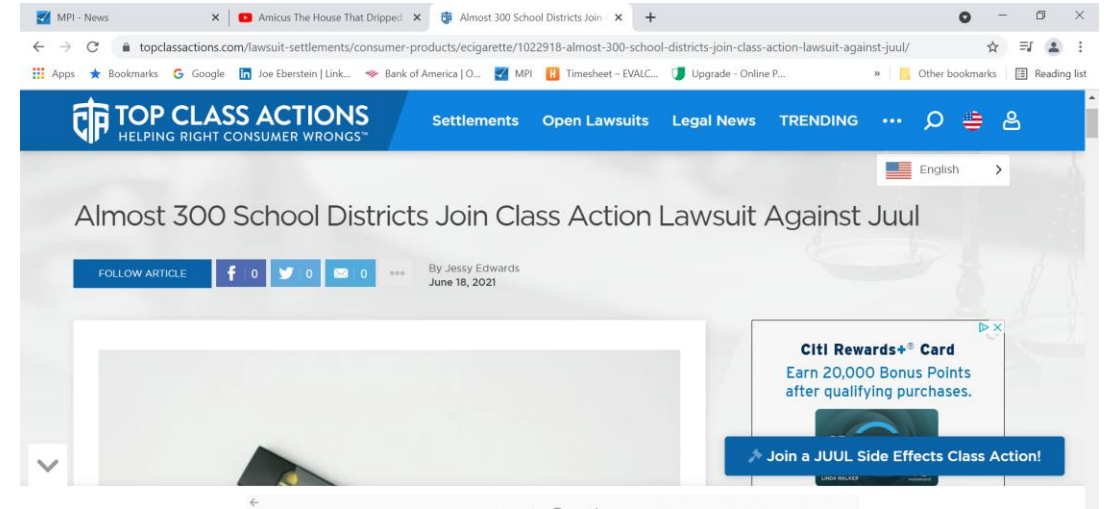 MPI - News
Amicus The House That Dripped
Almost 300 School Districts Join
topclassactions.com/lawsuit-settlements/consumer-products/ecigarette/1022918-almost-300-school-districts-join-class-action-lawsuit-against-juul/
Apps Bookmarks Google Joe Eberstein | Link... Bank of America | O... MPI Timesheet – EVALC... Upgrade - Online P... » Other bookmarks Reading list
TOP CLASS ACTIONS
HELPING RIGHT CONSUMER WRONGS™
Settlements Open Lawsuits Legal News TRENDING
English
Almost 300 School Districts Join Class Action Lawsuit Against Juul
FOLLOW ARTICLE f 0 0 0
By Jessy Edwards
June 18, 2021
Citi Rewards+® Card
Earn 20,000 Bonus Points
after qualifying purchases.
LINDA WALKER
Join a JUUL Side Effects Class Action!